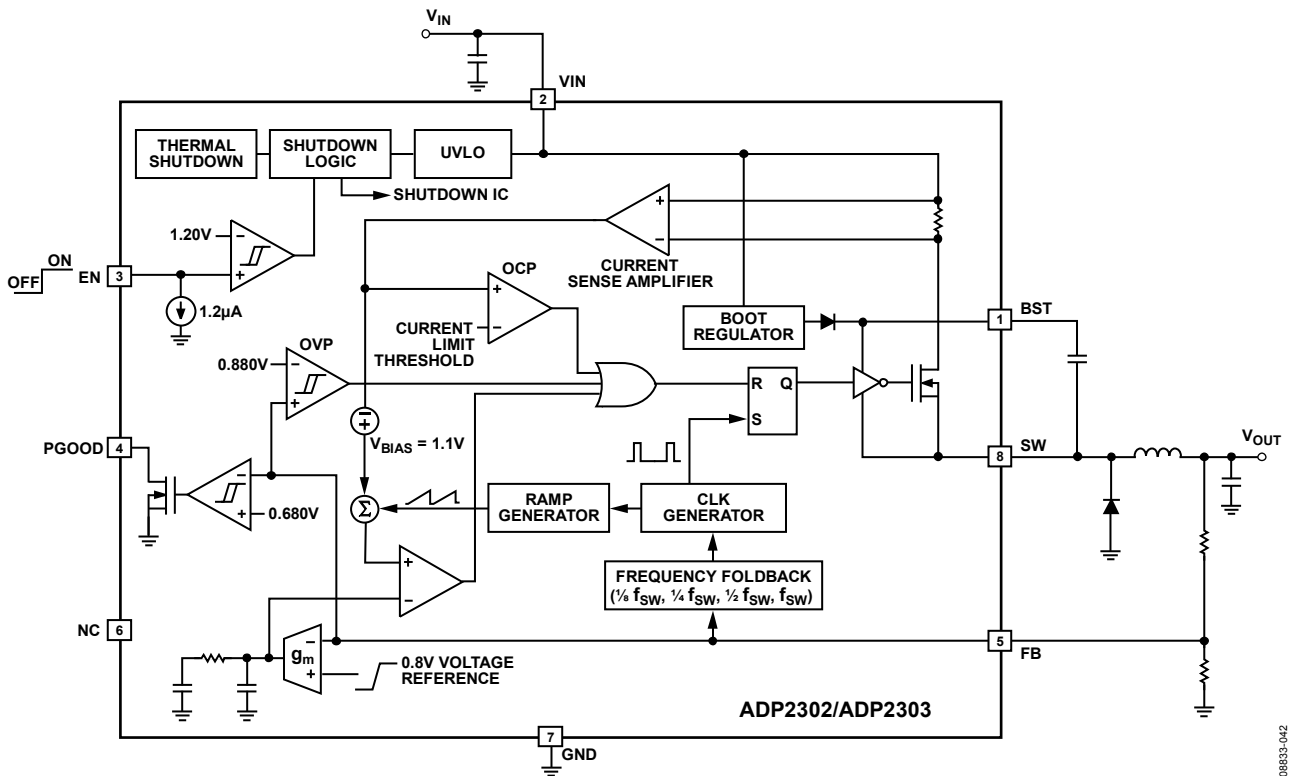 VIN
VIN
2
THERMAL
SHUTDOWN
SHUTDOWN
LOGIC
UVLO
SHUTDOWN IC
1.20V
−
+
ON
OFF
EN
3
1.2µA
+
−
CURRENT
SENSE AMPLIFIER
OCP
+
−
CURRENT
LIMIT
THRESHOLD
BOOT
REGULATOR
1
BST
OVP
0.880V
−
+
R
Q
S
−
+
VBIAS = 1.1V
PGOOD
4
−
+
0.680V
8
SW
VOUT
Σ
RAMP
GENERATOR
CLK
GENERATOR
+
−
FREQUENCY FOLDBACK
(⅛ fSW, ¼ fSW, ½ fSW, fSW)
NC
6
gm
−
+
0.8V VOLTAGE
REFERENCE
5
FB
ADP2302/ADP2303
7
GND
08833-042